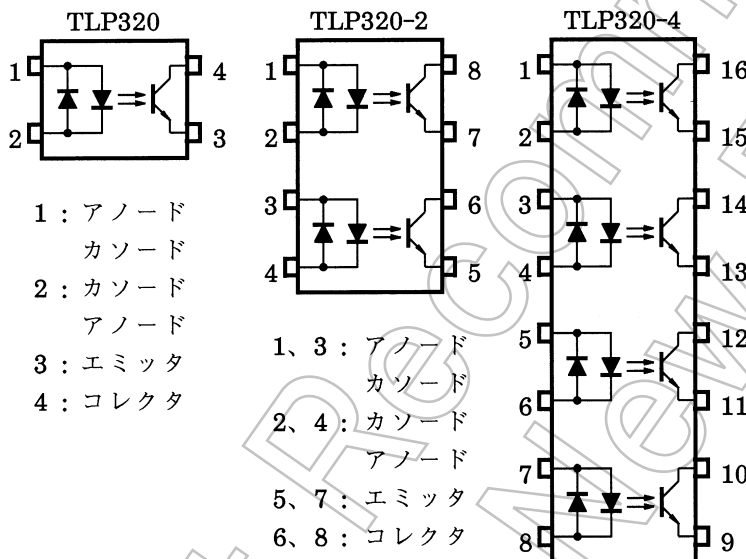 TLP320
1
2
4
3
1 : アノード
カソード
2 : カソード
アノード
3 : エミッタ
4 : コレクタ
TLP320-2
1
2
3
4
8
7
6
5
1、3 : アノード
カソード
2、4 : カソード
アノード
5、7 : エミッタ
6、8 : コレクタ
TLP320-4
1
2
3
4
5
6
7
8
16
15
14
13
12
11
10
9
Recomm
New